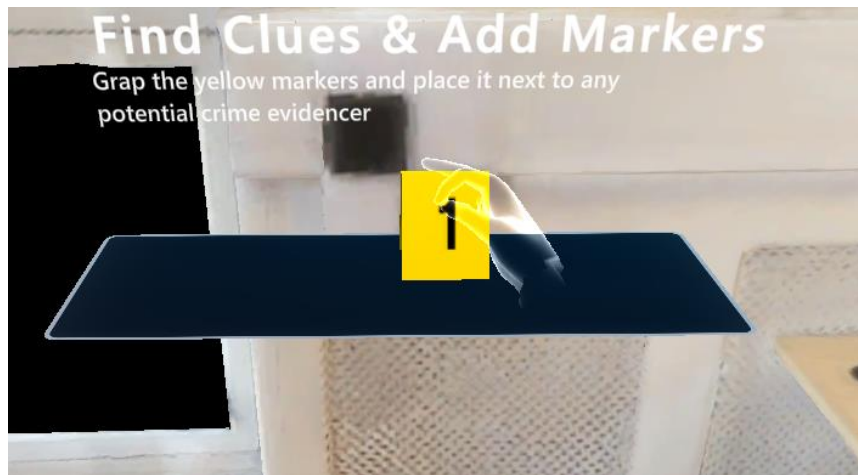 Find Clues & Add Markers
Grap the yellow markers and place it next to any
potential crime evidencer
1